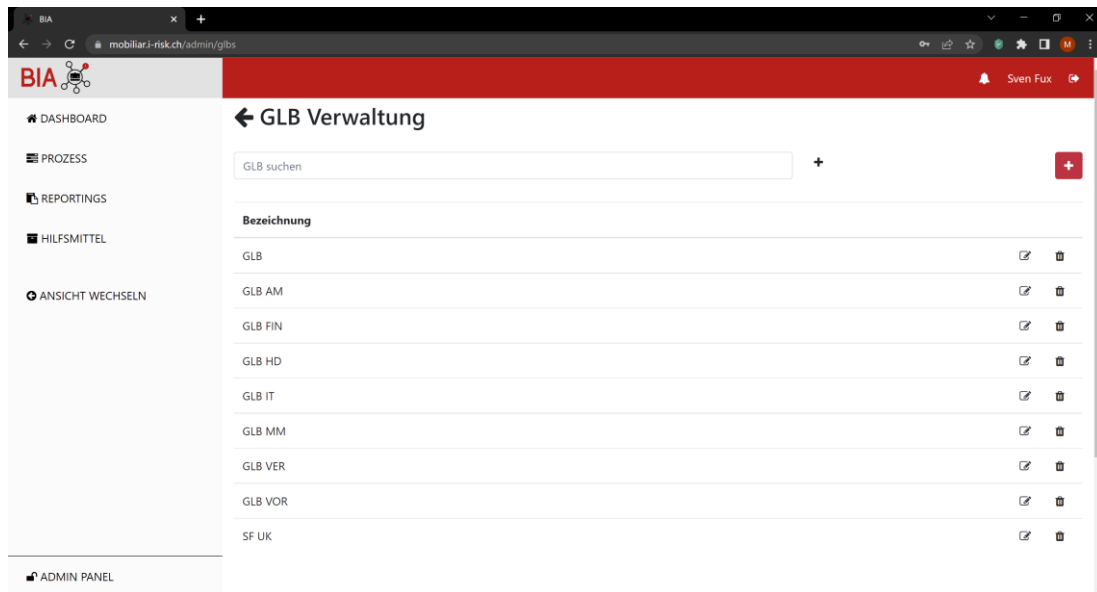 BIA
mobiliar.i-risk.ch/admin/glbs
M
BIA
Sven Fux
DASHBOARD
PROZESS
REPORTINGS
HILFSMITTEL
ANSICHT WECHSELN
ADMIN PANEL
GLB Verwaltung
GLB suchen
Bezeichnung
GLB
GLB AM
GLB FIN
GLB HD
GLB IT
GLB MM
GLB VER
GLB VOR
SF UK